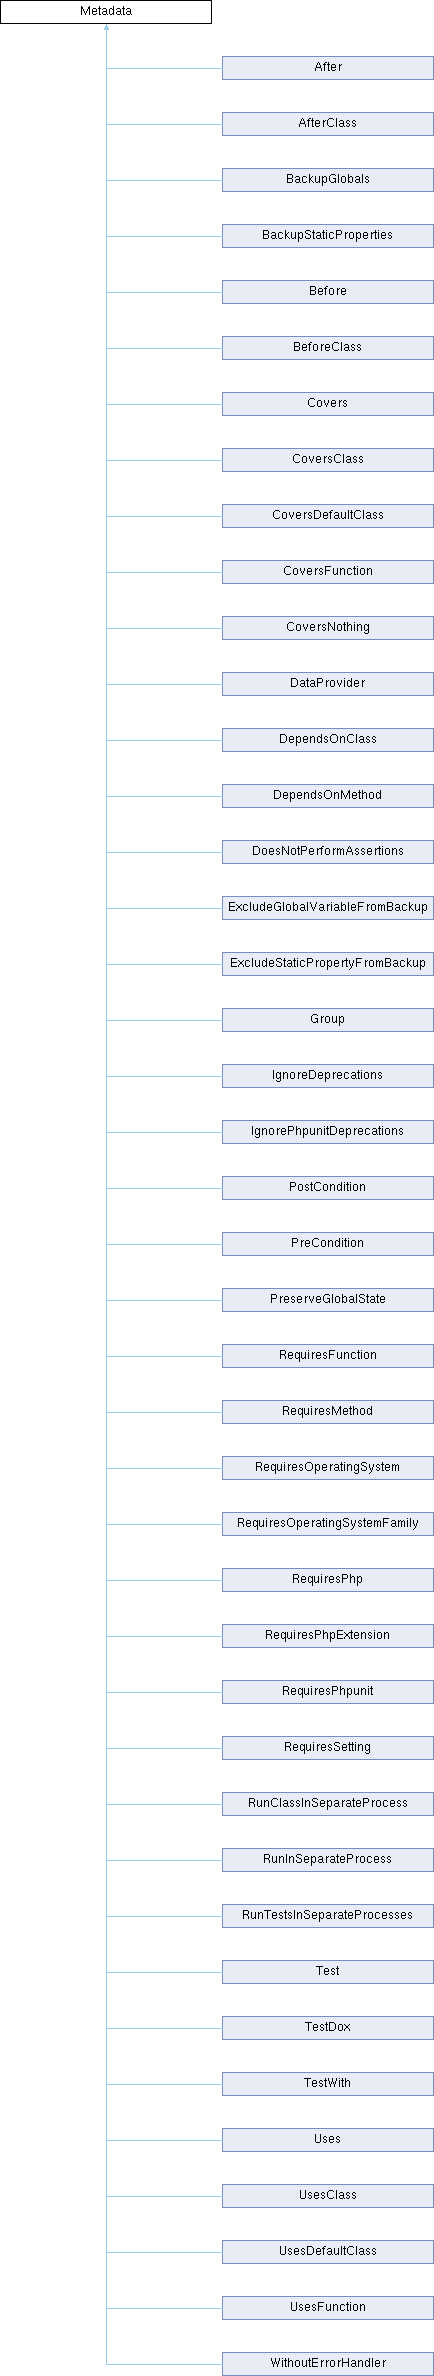 Metadata
After
AfterClass
BackupGlobals
BackupStaticProperties
Before
BeforeClass
Covers
CoversClass
CoversDefaultClass
CoversFunction
CoversNothing
DataProvider
DependsOnClass
DependsOnMethod
DoesNotPerformAssertions
ExcludeGlobalVariableFromBackup
ExcludeStaticPropertyFromBackup
Group
IgnoreDeprecations
IgnorePhpunitDeprecations
PostCondition
PreCondition
PreserveGlobalState
RequiresFunction
RequiresMethod
RequiresOperatingSystem
RequiresOperatingSystemFamily
RequiresPhp
RequiresPhpExtension
RequiresPhpunit
RequiresSetting
RunClassInSeparateProcess
RunInSeparateProcess
RunTestsInSeparateProcesses
Test
TestDox
TestWith
Uses
UsesClass
UsesDefaultClass
UsesFunction
WithoutErrorHandler